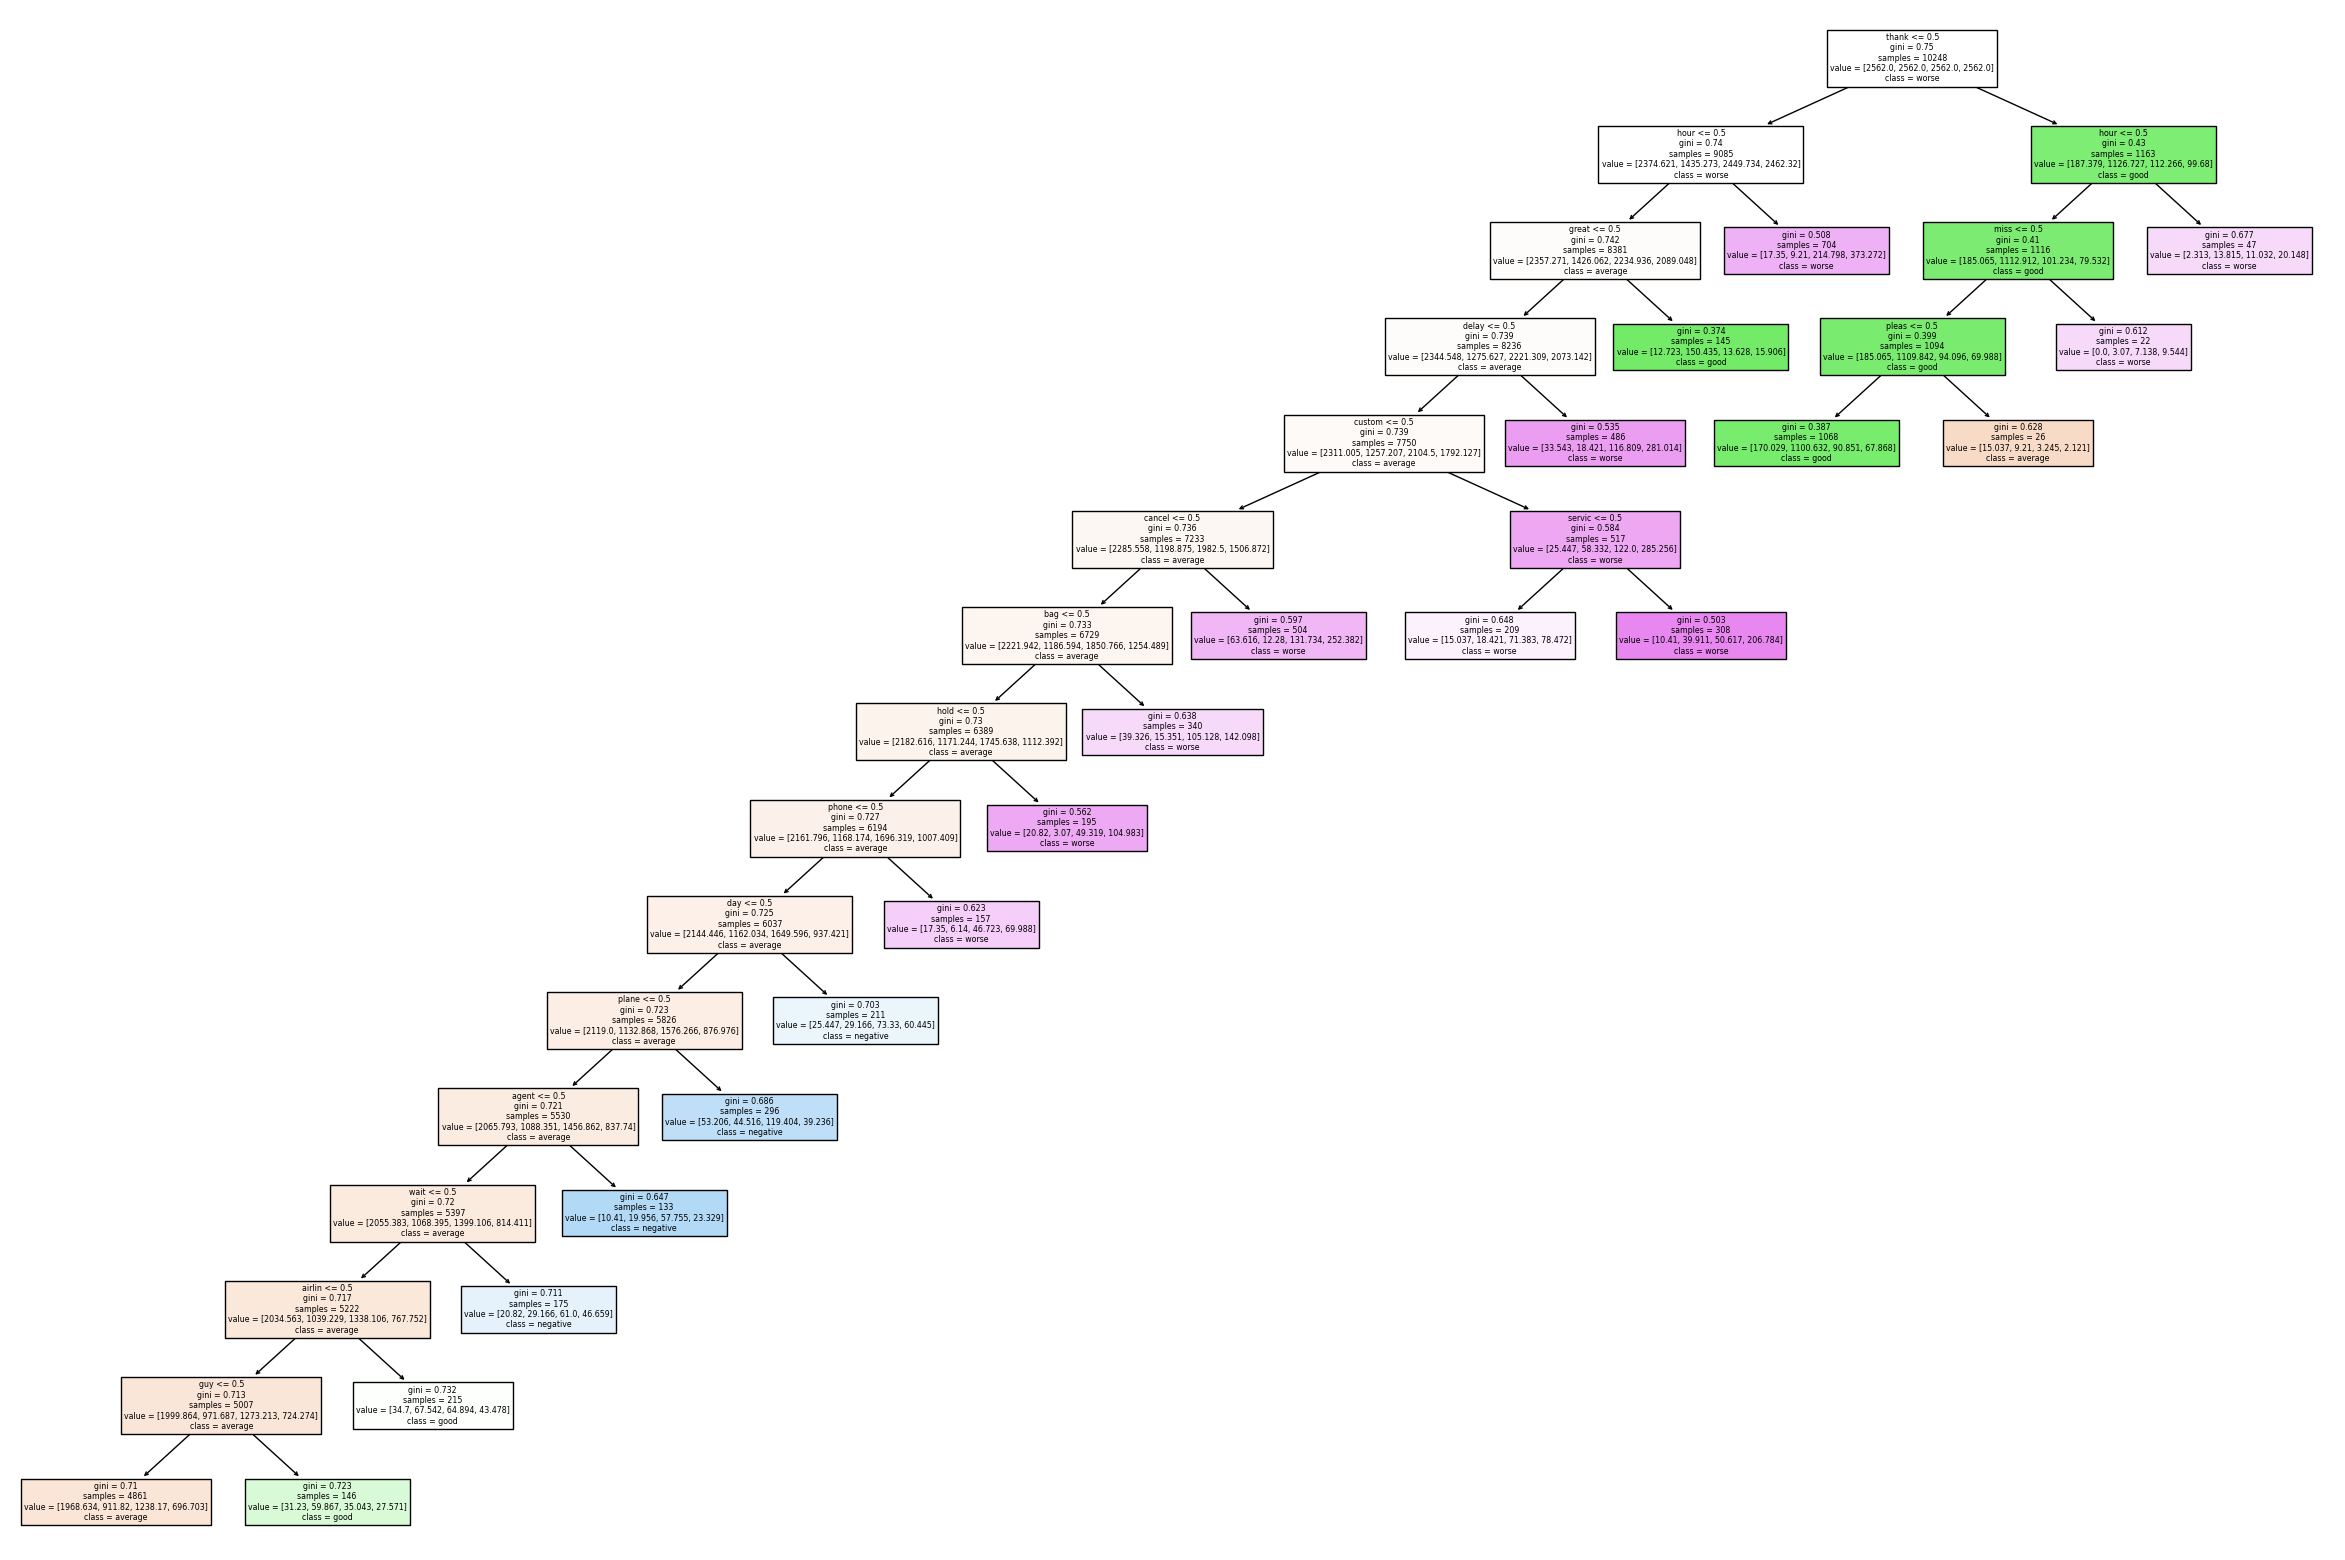 thank <= 0.5
gini = 0.75
samples = 10248
value = [2562.0, 2562.0, 2562.0, 2562.0]
class = worse
hour <= 0.5
gini = 0.74
samples = 9085
value = [2374.621, 1435.273, 2449.734, 2462.32]
class = worse
hour <= 0.5
gini = 0.43
samples = 1163
value = [187.379, 1126.727, 112.266, 99.68]
class = good
great <= 0.5
gini = 0.742
samples = 8381
value = [2357.271, 1426.062, 2234.936, 2089.048]
class = average
gini = 0.508
samples = 704
value = [17.35, 9.21, 214.798, 373.272]
class = worse
miss <= 0.5
gini = 0.41
samples = 1116
value = [185.065, 1112.912, 101.234, 79.532]
class = good
gini = 0.677
samples = 47
value = [2.313, 13.815, 11.032, 20.148]
class = worse
delay <= 0.5
gini = 0.739
samples = 8236
value = [2344.548, 1275.627, 2221.309, 2073.142]
class = average
gini = 0.374
samples = 145
value = [12.723, 150.435, 13.628, 15.906]
class = good
pleas <= 0.5
gini = 0.399
samples = 1094
value = [185.065, 1109.842, 94.096, 69.988]
class = good
gini = 0.612
samples = 22
value = [0.0, 3.07, 7.138, 9.544]
class = worse
custom <= 0.5
gini = 0.739
samples = 7750
value = [2311.005, 1257.207, 2104.5, 1792.127]
class = average
gini = 0.535
samples = 486
value = [33.543, 18.421, 116.809, 281.014]
class = worse
gini = 0.387
samples = 1068
value = [170.029, 1100.632, 90.851, 67.868]
class = good
gini = 0.628
samples = 26
value = [15.037, 9.21, 3.245, 2.121]
class = average
cancel <= 0.5
gini = 0.736
samples = 7233
value = [2285.558, 1198.875, 1982.5, 1506.872]
class = average
servic <= 0.5
gini = 0.584
samples = 517
value = [25.447, 58.332, 122.0, 285.256]
class = worse
bag <= 0.5
gini = 0.733
samples = 6729
value = [2221.942, 1186.594, 1850.766, 1254.489]
class = average
gini = 0.597
samples = 504
value = [63.616, 12.28, 131.734, 252.382]
class = worse
gini = 0.648
samples = 209
value = [15.037, 18.421, 71.383, 78.472]
class = worse
gini = 0.503
samples = 308
value = [10.41, 39.911, 50.617, 206.784]
class = worse
hold <= 0.5
gini = 0.73
samples = 6389
value = [2182.616, 1171.244, 1745.638, 1112.392]
class = average
gini = 0.638
samples = 340
value = [39.326, 15.351, 105.128, 142.098]
class = worse
phone <= 0.5
gini = 0.727
samples = 6194
value = [2161.796, 1168.174, 1696.319, 1007.409]
class = average
gini = 0.562
samples = 195
value = [20.82, 3.07, 49.319, 104.983]
class = worse
day <= 0.5
gini = 0.725
samples = 6037
value = [2144.446, 1162.034, 1649.596, 937.421]
class = average
gini = 0.623
samples = 157
value = [17.35, 6.14, 46.723, 69.988]
class = worse
plane <= 0.5
gini = 0.723
samples = 5826
value = [2119.0, 1132.868, 1576.266, 876.976]
class = average
gini = 0.703
samples = 211
value = [25.447, 29.166, 73.33, 60.445]
class = negative
agent <= 0.5
gini = 0.721
samples = 5530
value = [2065.793, 1088.351, 1456.862, 837.74]
class = average
gini = 0.686
samples = 296
value = [53.206, 44.516, 119.404, 39.236]
class = negative
wait <= 0.5
gini = 0.72
samples = 5397
value = [2055.383, 1068.395, 1399.106, 814.411]
class = average
gini = 0.647
samples = 133
value = [10.41, 19.956, 57.755, 23.329]
class = negative
airlin <= 0.5
gini = 0.717
samples = 5222
value = [2034.563, 1039.229, 1338.106, 767.752]
class = average
gini = 0.711
samples = 175
value = [20.82, 29.166, 61.0, 46.659]
class = negative
guy <= 0.5
gini = 0.713
samples = 5007
value = [1999.864, 971.687, 1273.213, 724.274]
class = average
gini = 0.732
samples = 215
value = [34.7, 67.542, 64.894, 43.478]
class = good
gini = 0.71
samples = 4861
value = [1968.634, 911.82, 1238.17, 696.703]
class = average
gini = 0.723
samples = 146
value = [31.23, 59.867, 35.043, 27.571]
class = good